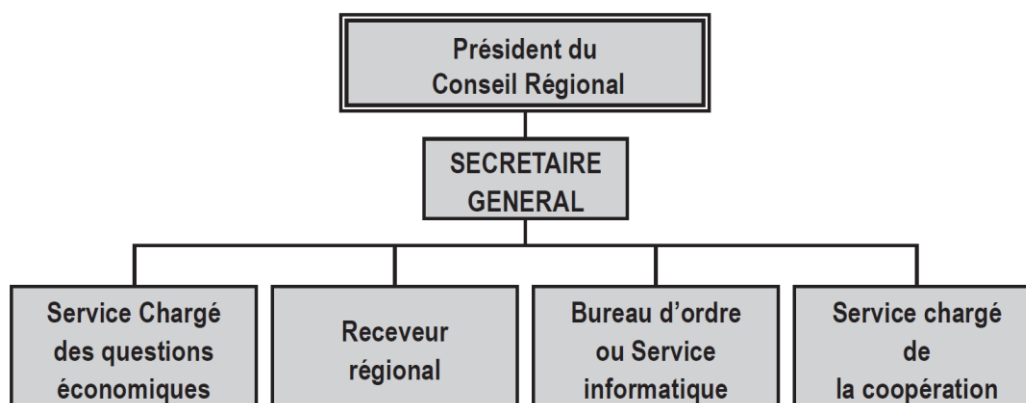 Président du
Conseil Régional
SECRETAIRE
GENERAL
Service Chargé
des questions
économiques
Receveur
régional
Bureau d’ordre
ou Service
informatique
Service chargé
de
la coopération